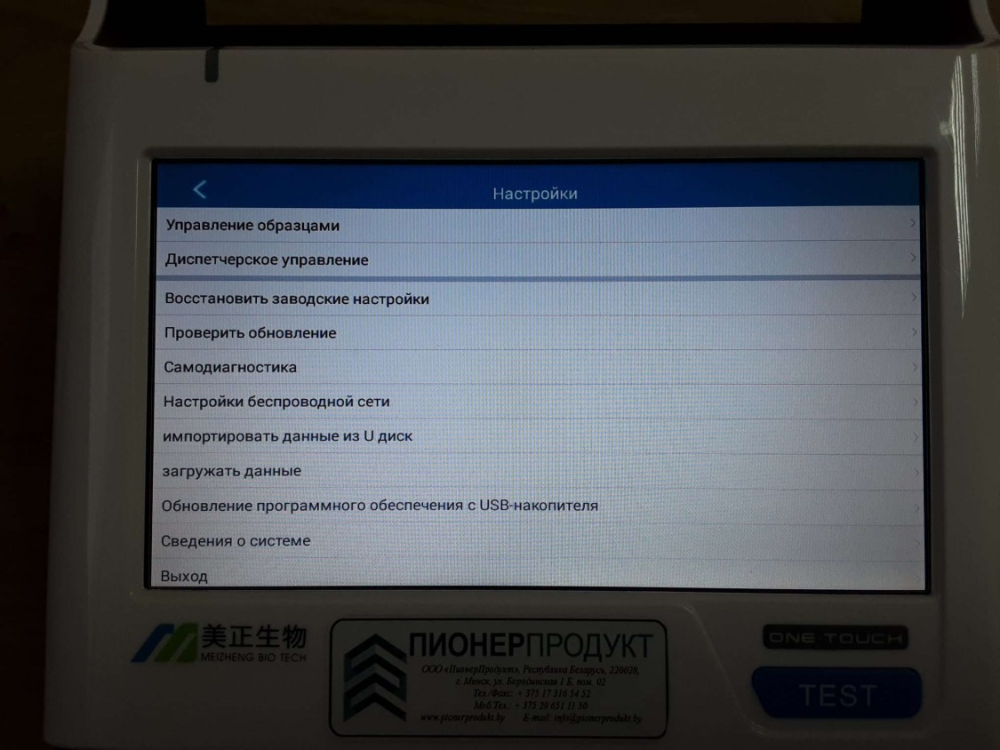 Настройки
Управление образцами
Диспетчерское управление
Восстановить заводские настройки
Проверить обновление
Самодиагностика
Настройки беспроводной сети
импортировать данные из U диск
загружать данные
Обновление программного обеспечения с USB-накопителя
Сведения о системе
Выход
美正生物
MEIZHENG BIO TECH
ПИОНЕРПРОДУКТ
ООО «ПионерПродукт», Республика Беларусь, 220028,
г. Минск, ул. Бородинская 1 Б, пом. 02
Тел./Факс: + 375 17 316 54 52
Моб.Тел.: + 375 29 651 11 50
www.pionerprodukt.by E-mail: info@pionerprodukt.by
ONE TOUCH
TEST